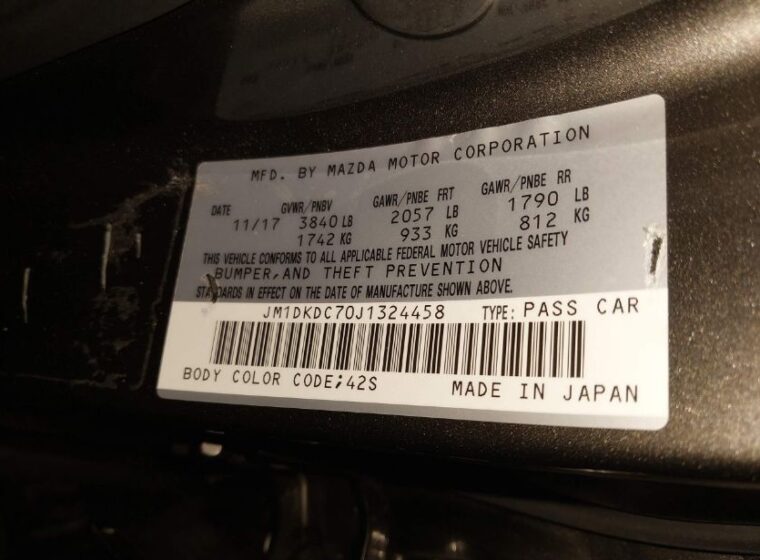 MFD. BY MAZDA MOTOR CORPORATION
DATE GVWR/PNBV GAWR/PNBE FRT GAWR/PNBE RR
11/17 3840 LB 2057 LB 1790 LB
1742 KG 933 KG 812 KG
THIS VEHICLE CONFORMS TO ALL APPLICABLE FEDERAL MOTOR VEHICLE SAFETY
BUMPER,AND THEFT PREVENTION
STANDARDS IN EFFECT ON THE DATE OF MANUFACTURE SHOWN ABOVE.
JM1DKDC70J1324458 TYPE: PASS CAR
BODY COLOR CODE;42S MADE IN JAPAN